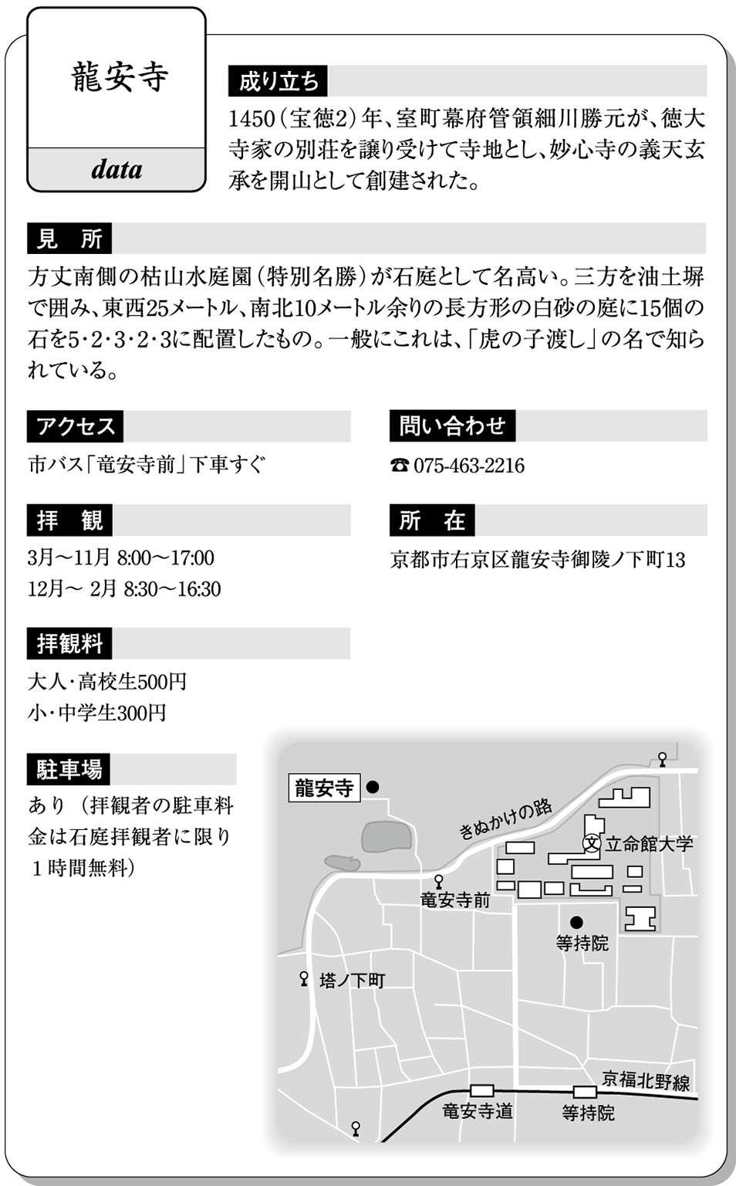 龍安寺
data
成り立ち
1450（宝徳2）年、室町幕府管領細川勝元が、徳大
寺家の別荘を譲り受けて寺地とし、妙心寺の義天玄
承を開山として創建された。
見　所
方丈南側の枯山水庭園（特別名勝）が石庭として名高い。三方を油土塀
で囲み、東西25メートル、南北10メートル余りの長方形の白砂の庭に15個の
石を5・2・3・2・3に配置したもの。一般にこれは、「虎の子渡し」の名で知ら
れている。
アクセス
市バス「竜安寺前」下車すぐ
問い合わせ
☎075-463-2216
拝　観
3月〜11月 8:00〜17:00
12月〜 2月 8:30〜16:30
所　在
京都市右京区龍安寺御陵ノ下町13
拝観料
大人・高校生500円
小・中学生300円
駐車場
あり（拝観者の駐車料
金は石庭拝観者に限り
１時間無料）
龍安寺
きぬかけの路
文
立命館大学
竜安寺前
等持院
塔ノ下町
京福北野線
竜安寺道
等持院